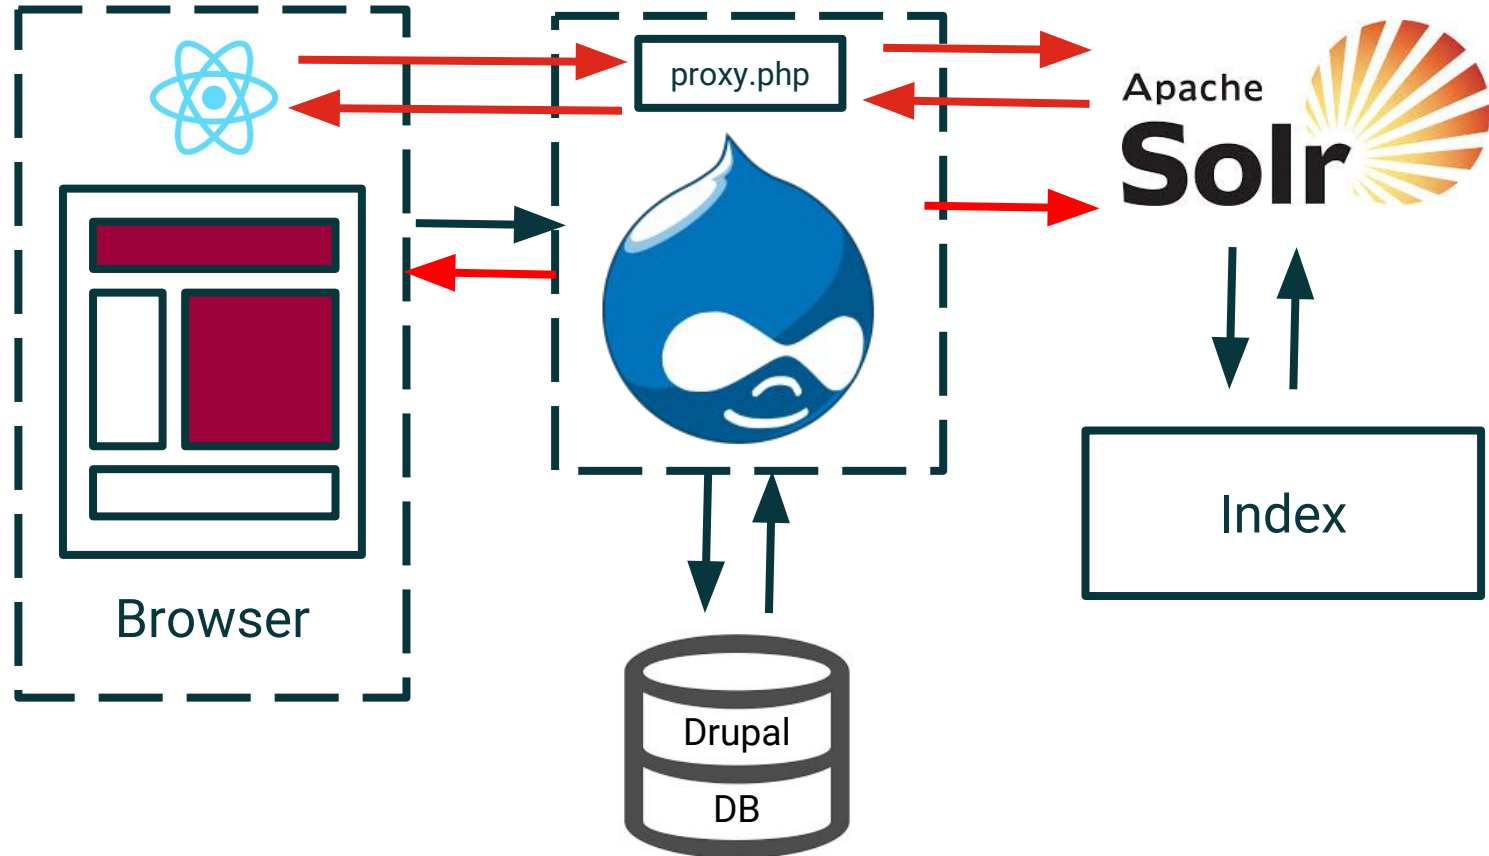 proxy.php
Apache
Solr
Index
Browser
Drupal
DB